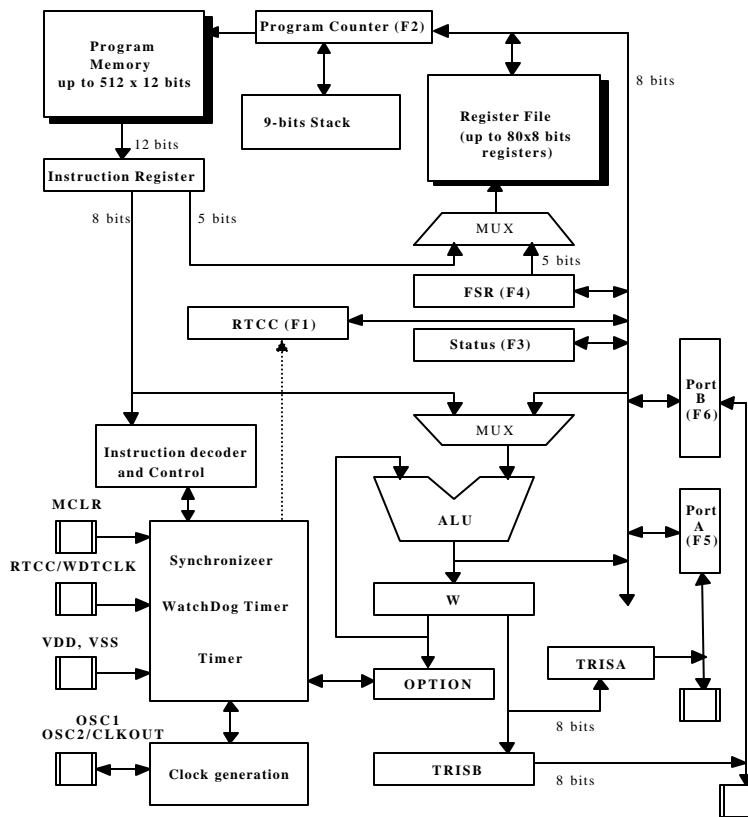 Program
Memory
up to 512 x 12 bits
Program Counter (F2)
9-bits Stack
8 bits
Register File
(up to 80x8 bits
registers)
12 bits
Instruction Register
8 bits
5 bits
MUX
5 bits
FSR (F4)
RTCC (F1)
Status (F3)
Port
B
(F6)
MUX
Instruction decoder
and Control
ALU
Port
A
(F5)
MCLR
Synchronizeer
RTCC/WDTCLK
WatchDog Timer
W
VDD, VSS
Timer
TRISA
OPTION
OSC1
OSC2/CLKOUT
8 bits
Clock generation
TRISB
8 bits